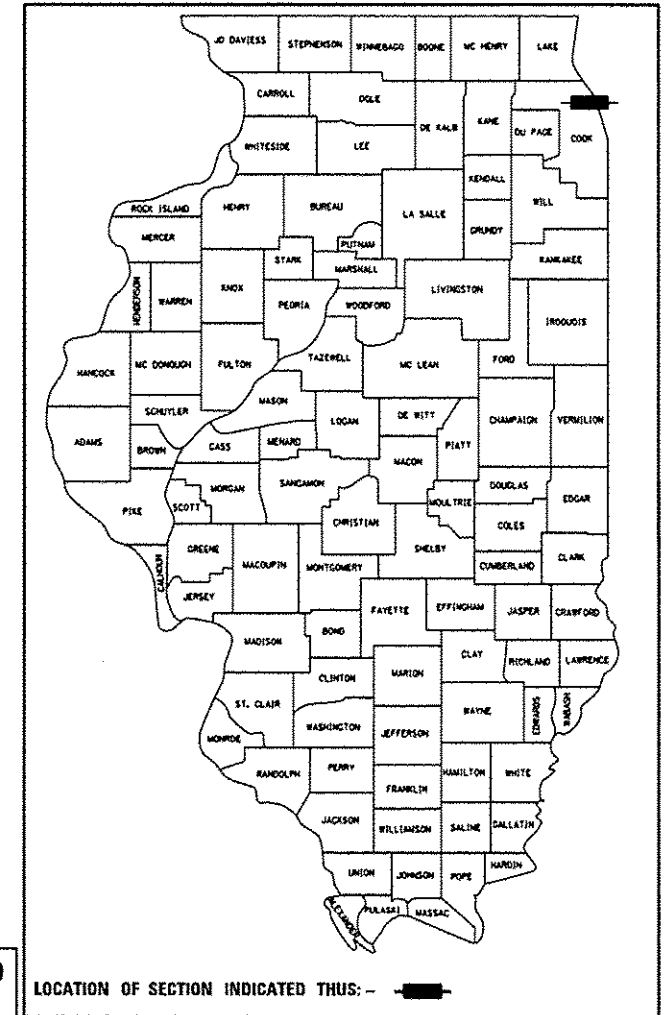 JO DAVIESS STEPHENSON WINNEBAGO BOONE MC HENRY LAKE
CARROLL OGLE DE KALB KANE DU PAGE COOK
WHITESIDE LEE KENDALL WILL
ROCK ISLAND HENRY BUREAU LA SALLE GRUNDY
MERCER STARK PUTNAM MARSHALL KANKAKEE
HENDERSON WARREN KNOX PEORIA WOODFORD LIVINGSTON IROQUOIS
HANCOCK MC DONOUGH FULTON TAZEWELL MC LEAN FORD
SCHUYLER MASON LOGAN DE WITT CHAMPAIGN VERMILION
ADAMS BROWN CASS MENARD MACON PIATT
PIKE SCOTT MORGAN SANGAMON CHRISTIAN MOULTRIE DOUGLAS COLES EDGAR
CALHOUN GREENE MACOUPIN MONTGOMERY SHELBY CUMBERLAND CLARK
JERSEY FAYETTE EFFINGHAM JASPER CRAWFORD
MADISON BOND CLAY RICHLAND LAWRENCE
ST. CLAIR CLINTON MARION WAYNE EDWARDS WABASH
MONROE WASHINGTON JEFFERSON
RANDOLPH PERRY FRANKLIN HAMILTON WHITE
JACKSON WILLIAMSON SALINE GALLATIN
UNION JOHNSON POPE HARDIN
ALEXANDER PULASKI MASSAC
LOCATION OF SECTION INDICATED THUS: –